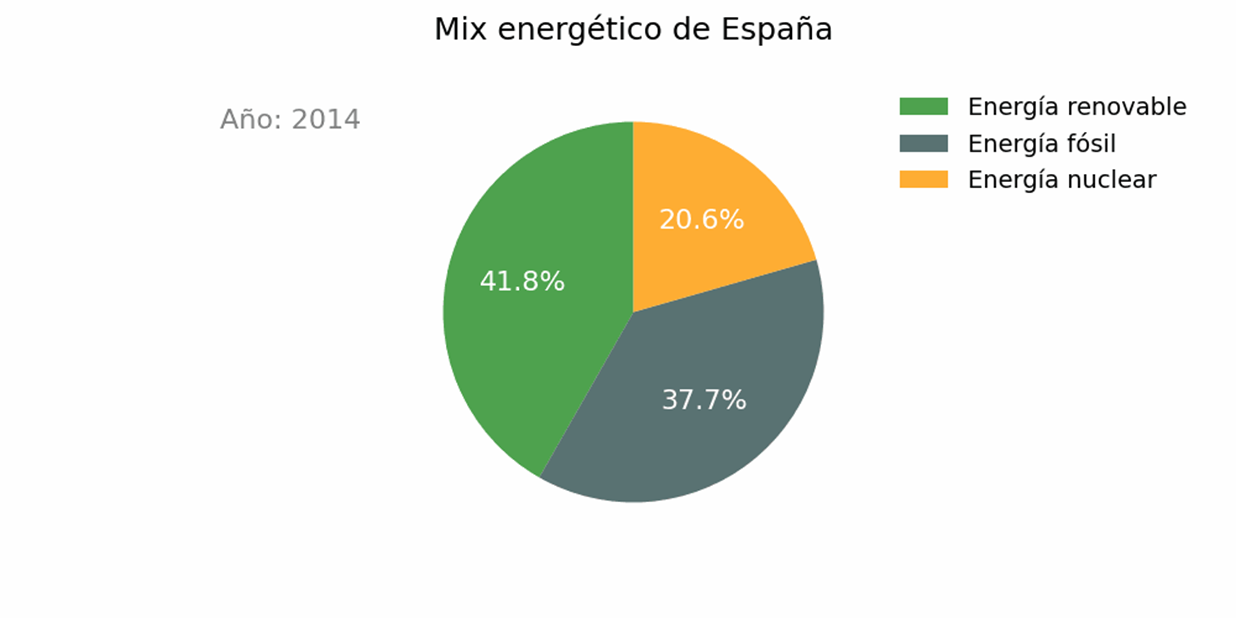 Mix energético de España
Año: 2014
Energía renovable
Energía fósil
Energía nuclear
20.6%
41.8%
37.7%